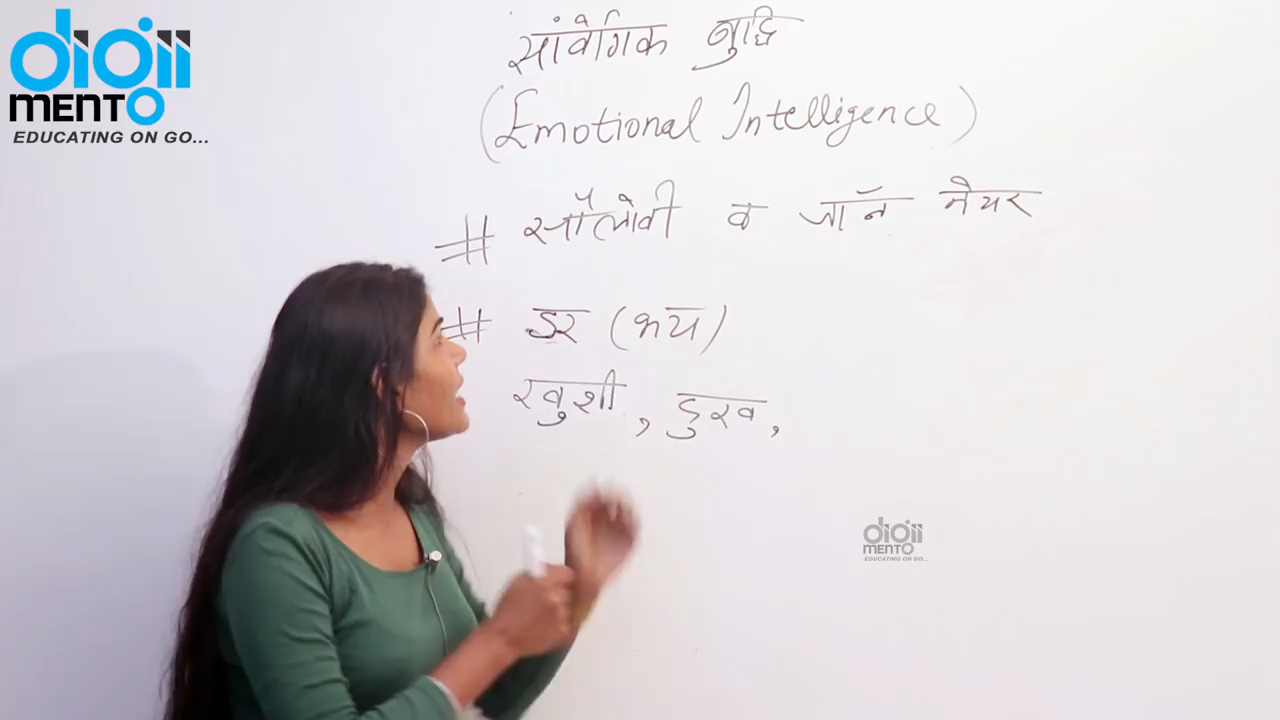 digii
MENTO
EDUCATING ON GO...
सांवेगिक बुद्धि
(Emotional Intelligence)
# सॉलोवी व जॉन मेयर
# डर (भय)
खुशी, दुख,
digii
MENTO
EDUCATING ON GO...